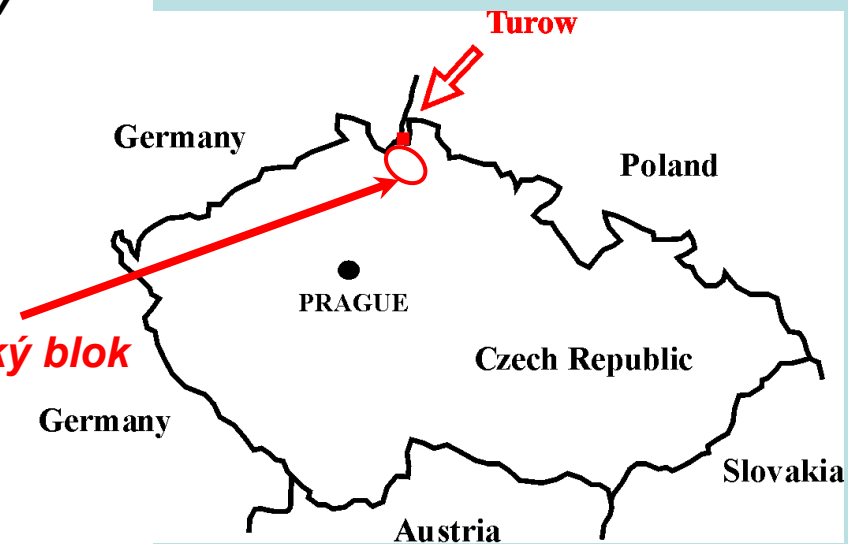 Turow
Germany
Poland
PRAGUE
ký blok
Czech Republic
Germany
Slovakia
Austria